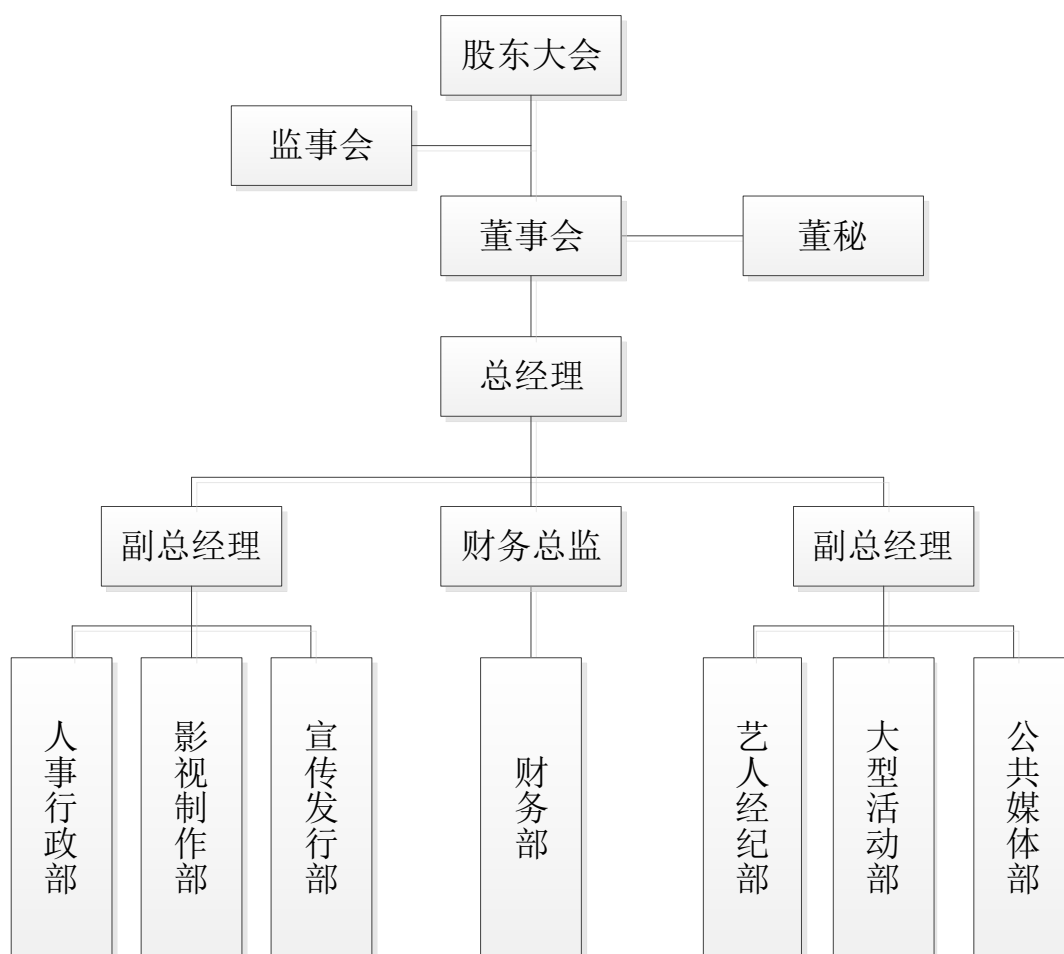 股东大会
监事会
董事会
董秘
总经理
副总经理
财务总监
副总经理
人事行政部
影视制作部
宣传发行部
财务部
艺人经纪部
大型活动部
公共媒体部